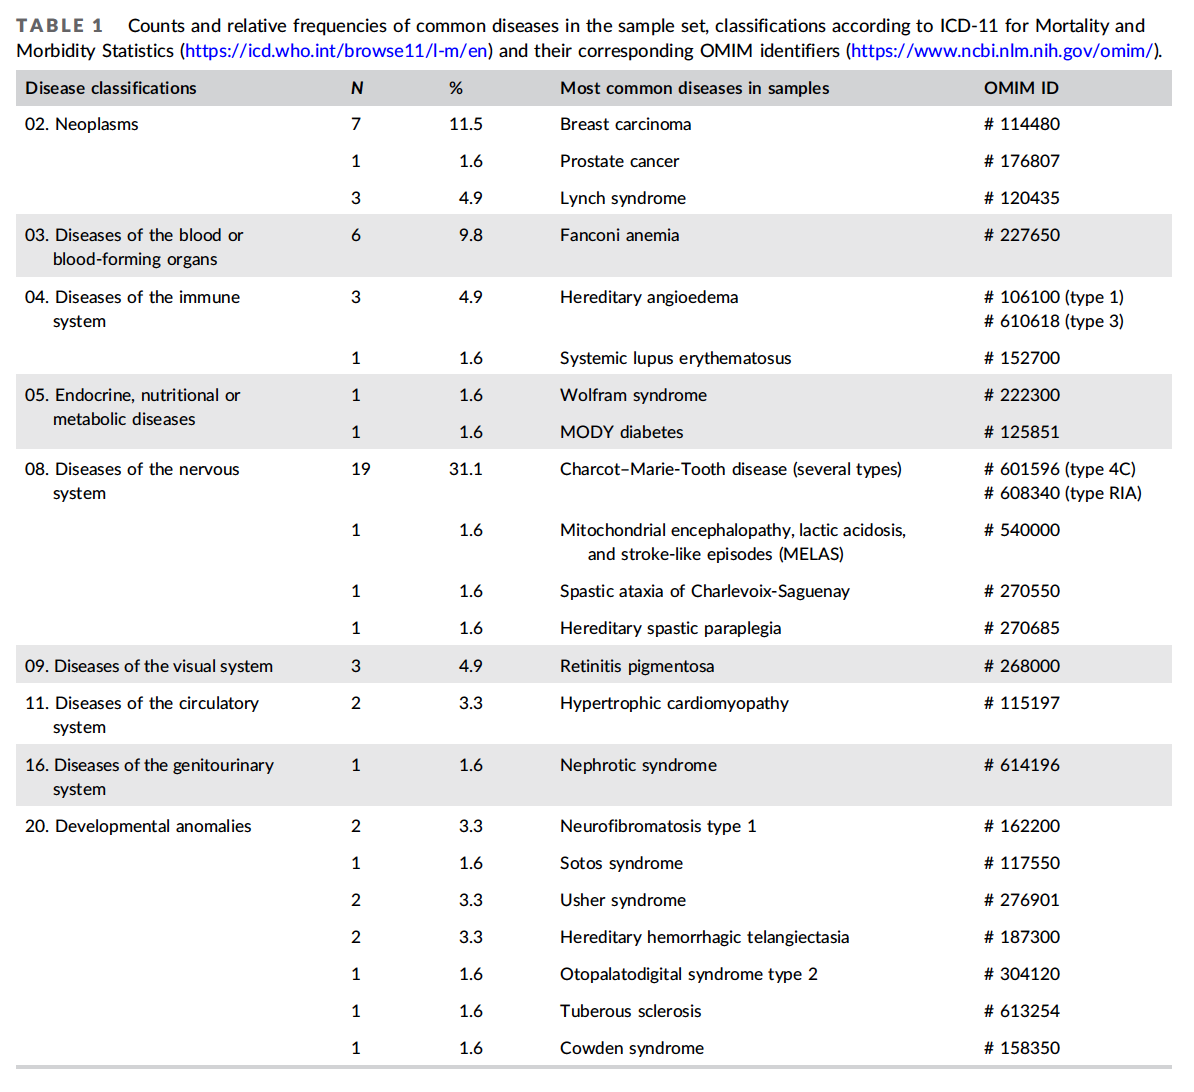 TABLE 1 Counts and relative frequencies of common diseases in the sample set, classifications according to ICD-11 for Mortality and
Morbidity Statistics (https://icd.who.int/browse11/l-m/en) and their corresponding OMIM identifiers (https://www.ncbi.nlm.nih.gov/omim/).
Disease classifications N % Most common diseases in samples OMIM ID
02. Neoplasms 7 11.5 Breast carcinoma # 114480
1 1.6 Prostate cancer # 176807
3 4.9 Lynch syndrome # 120435
03. Diseases of the blood or 6 9.8 Fanconi anemia # 227650
blood-forming organs
04. Diseases of the immune 3 4.9 Hereditary angioedema # 106100 (type 1)
system # 610618 (type 3)
1 1.6 Systemic lupus erythematosus # 152700
05. Endocrine, nutritional or 1 1.6 Wolfram syndrome # 222300
metabolic diseases
1 1.6 MODY diabetes # 125851
08. Diseases of the nervous 19 31.1 Charcot–Marie-Tooth disease (several types) # 601596 (type 4C)
system # 608340 (type RIA)
1 1.6 Mitochondrial encephalopathy, lactic acidosis, # 540000
and stroke-like episodes (MELAS)
1 1.6 Spastic ataxia of Charlevoix-Saguenay # 270550
1 1.6 Hereditary spastic paraplegia # 270685
09. Diseases of the visual system 3 4.9 Retinitis pigmentosa # 268000
11. Diseases of the circulatory 2 3.3 Hypertrophic cardiomyopathy # 115197
system
16. Diseases of the genitourinary 1 1.6 Nephrotic syndrome # 614196
system
20. Developmental anomalies 2 3.3 Neurofibromatosis type 1 # 162200
1 1.6 Sotos syndrome # 117550
2 3.3 Usher syndrome # 276901
2 3.3 Hereditary hemorrhagic telangiectasia # 187300
1 1.6 Otopalatodigital syndrome type 2 # 304120
1 1.6 Tuberous sclerosis # 613254
1 1.6 Cowden syndrome # 158350